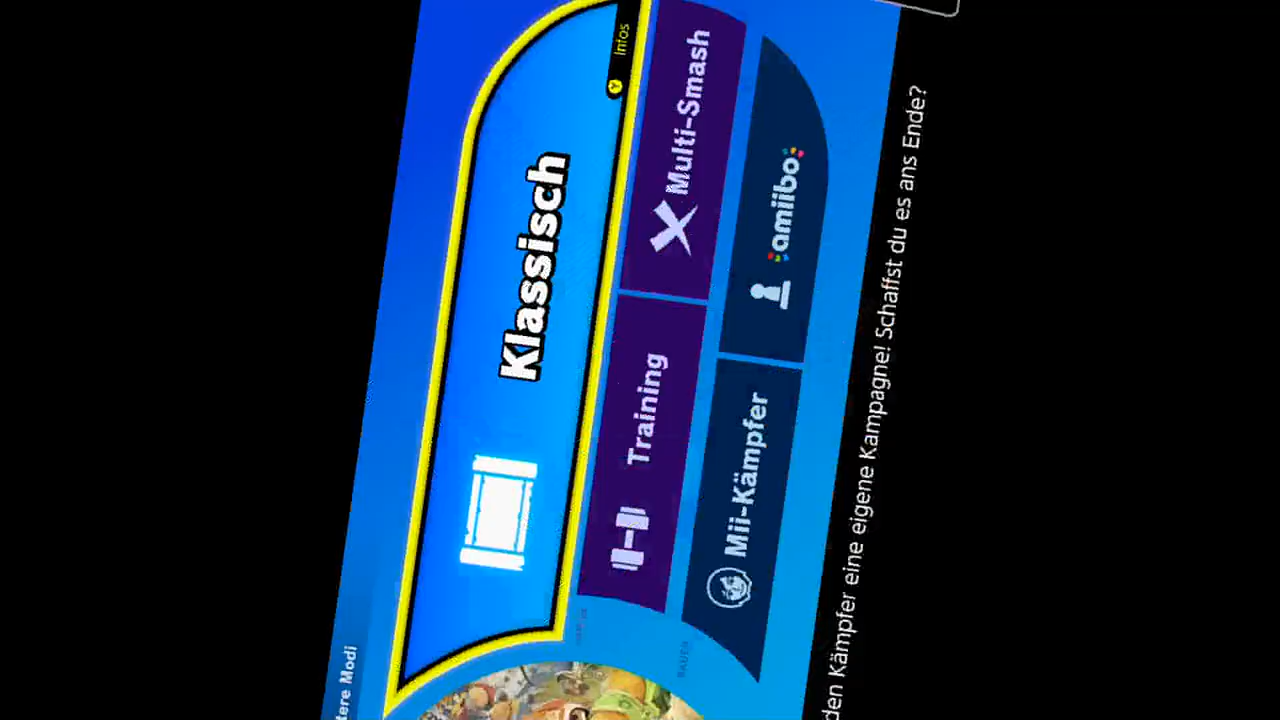 tere Modi
Klassisch
Y Infos
Training
Multi-Smash
Mii-Kämpfer
amiibo
den Kämpfer eine eigene Kampagne! Schaffst du es ans Ende?